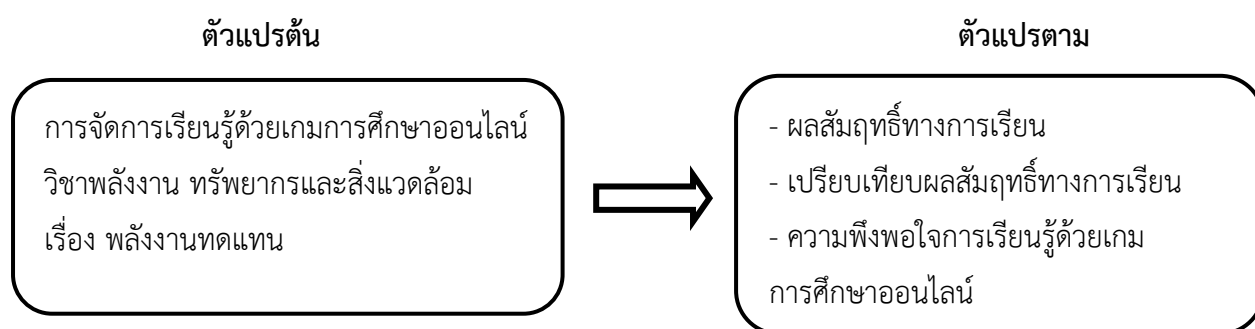 ตัวแปรต้น
ตัวแปรตาม
การจัดการเรียนรู้ด้วยเกมการศึกษาออนไลน์
วิชาพลังงาน ทรัพยากรและสิ่งแวดล้อม
เรื่อง พลังงานทดแทน
- ผลสัมฤทธิ์ทางการเรียน
- เปรียบเทียบผลสัมฤทธิ์ทางการเรียน
- ความพึงพอใจการเรียนรู้ด้วยเกม
การศึกษาออนไลน์